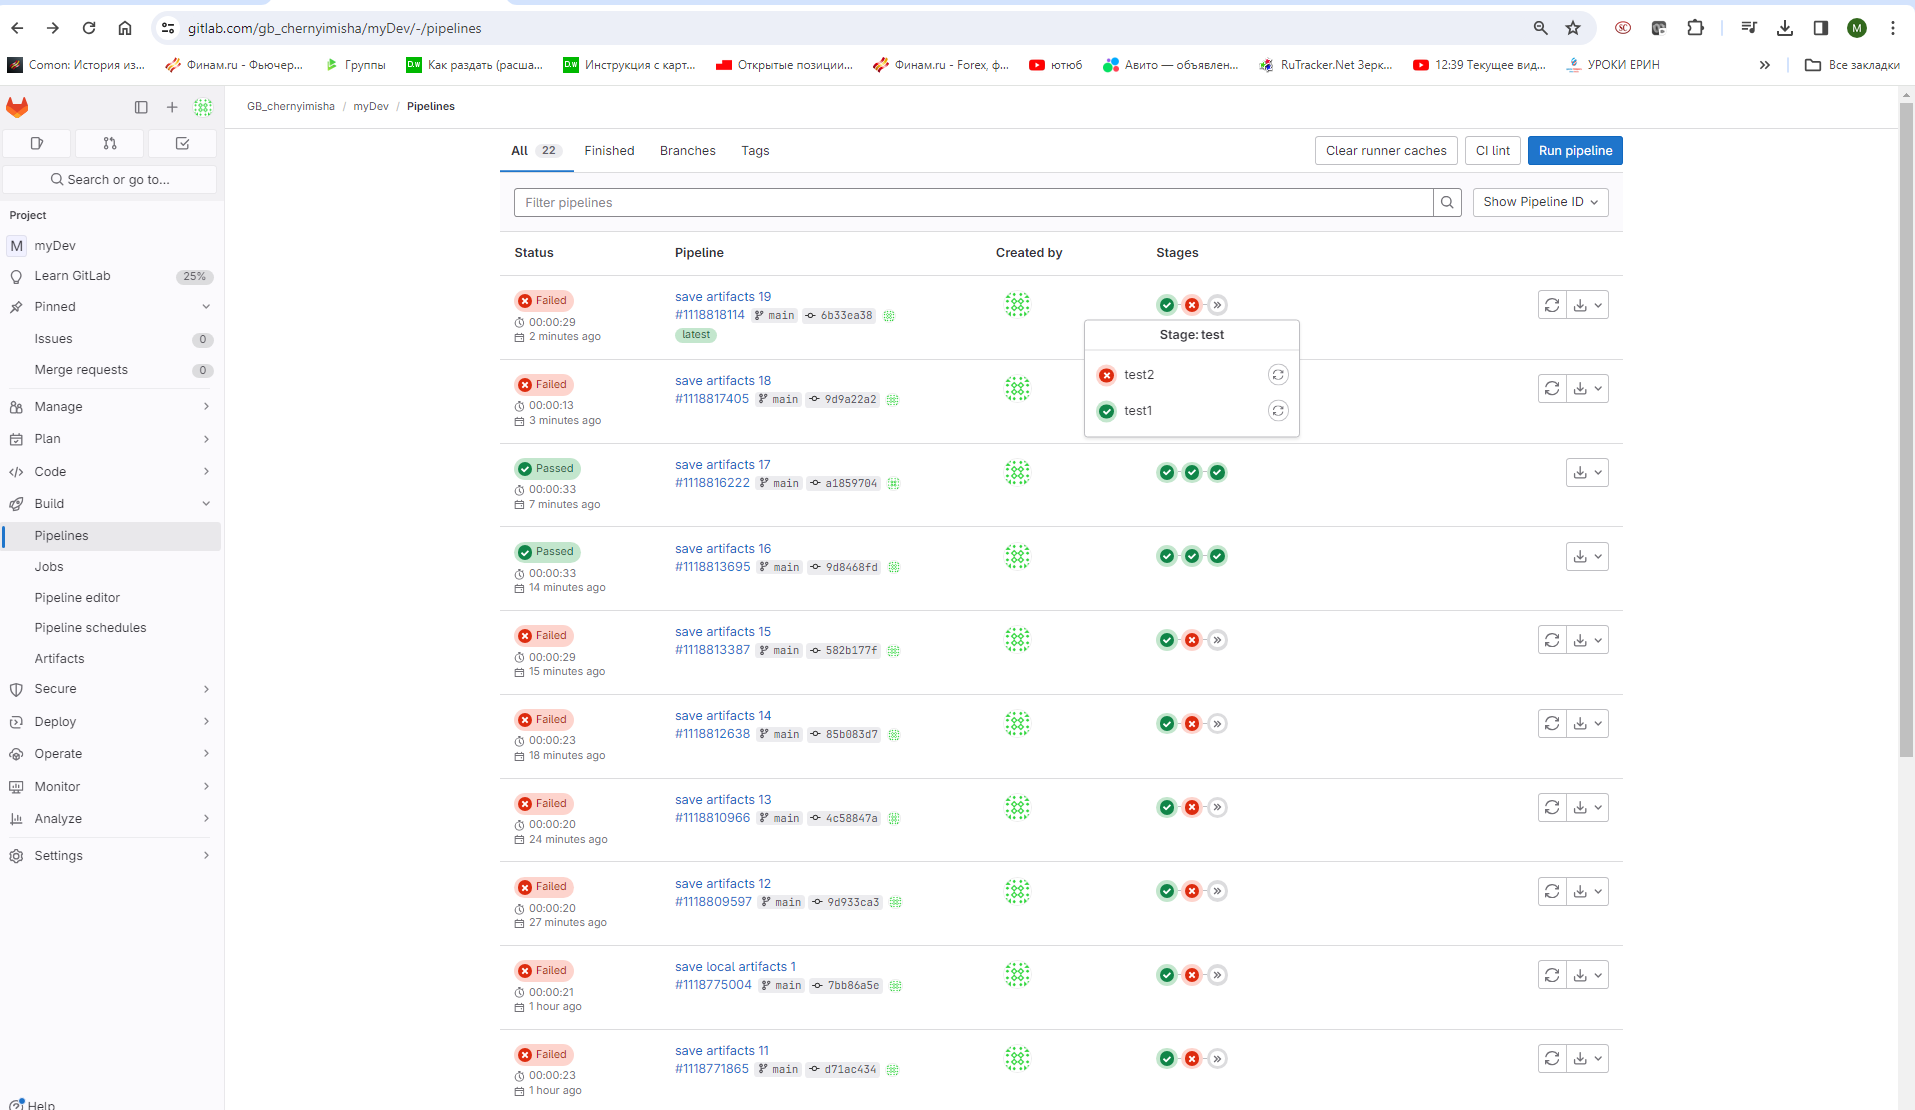 gitlab.com/gb_chernyimisha/myDev/-/pipelines
M
Comon: История из...
Финам.ru - Фьючер...
Группы
D.w Как раздать (расша...
D.w Инструкция с карт...
Открытые позиции...
Финам.ru - Forex, ф...
ютюб
Авито — объявлен...
RuTracker.Net Зерк...
12:39 Текущее вид...
УРОКИ ЕРИН
»
Все закладки
GB_chernyimisha / myDev / Pipelines
Search or go to...
Project
M myDev
Learn GitLab 25%
Pinned
Issues 0
Merge requests 0
Manage
Plan
Code
Build
Pipelines
Jobs
Pipeline editor
Pipeline schedules
Artifacts
Secure
Deploy
Operate
Monitor
Analyze
Settings
Help
All 22 Finished Branches Tags
Clear runner caches CI lint Run pipeline
Filter pipelines Show Pipeline ID
Status Pipeline Created by Stages
Failed save artifacts 19
00:00:29 #1118818114 main 6b33ea38
2 minutes ago latest
Stage: test
test2
test1
Failed save artifacts 18
00:00:13 #1118817405 main 9d9a22a2
3 minutes ago
Passed save artifacts 17
00:00:33 #1118816222 main a1859704
7 minutes ago
Passed save artifacts 16
00:00:33 #1118813695 main 9d8468fd
14 minutes ago
Failed save artifacts 15
00:00:29 #1118813387 main 582b177f
15 minutes ago
Failed save artifacts 14
00:00:23 #1118812638 main 85b083d7
18 minutes ago
Failed save artifacts 13
00:00:20 #1118810966 main 4c58847a
24 minutes ago
Failed save artifacts 12
00:00:20 #1118809597 main 9d933ca3
27 minutes ago
Failed save local artifacts 1
00:00:21 #1118775004 main 7bb86a5e
1 hour ago
Failed save artifacts 11
00:00:23 #1118771865 main d71ac434
1 hour ago